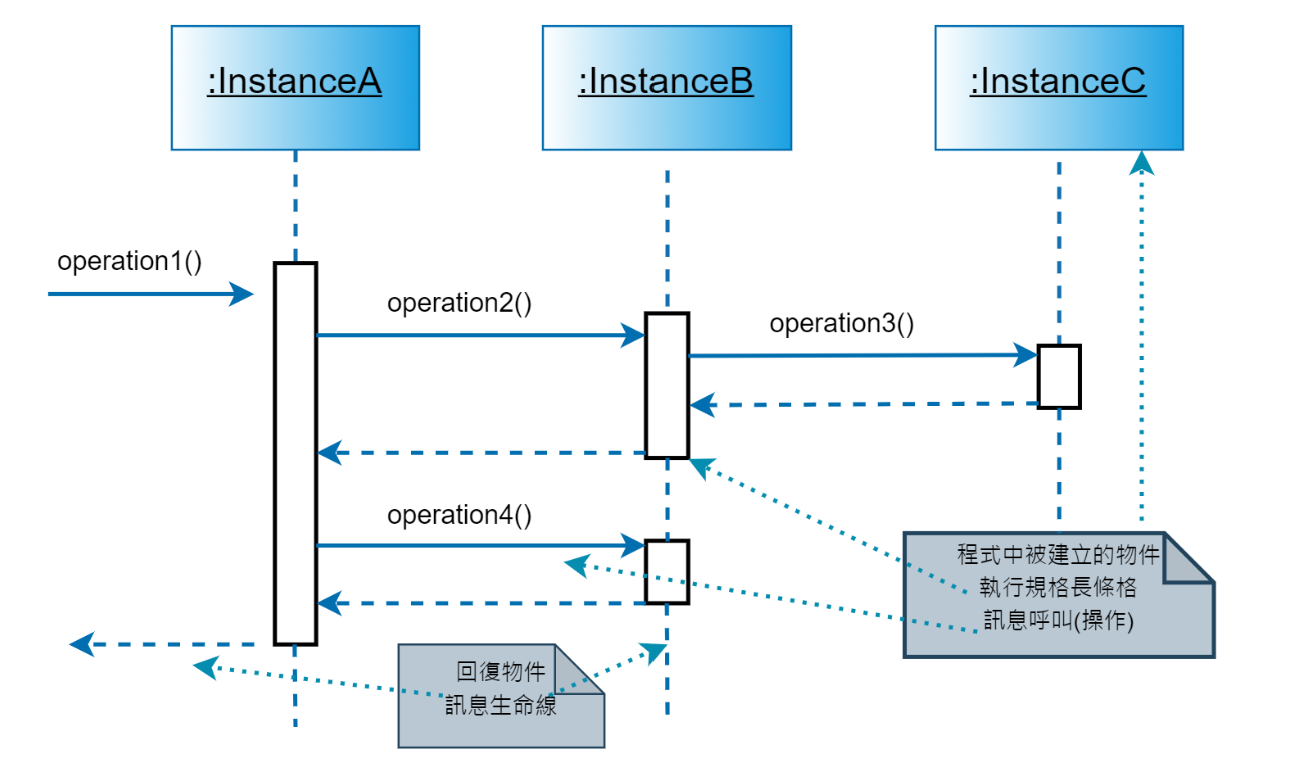 :InstanceA
:InstanceB
:InstanceC
operation1()
operation2()
operation3()
operation4()
程式中被建立的物件
執行規格長條格
訊息呼叫(操作)
回復物件
訊息生命線